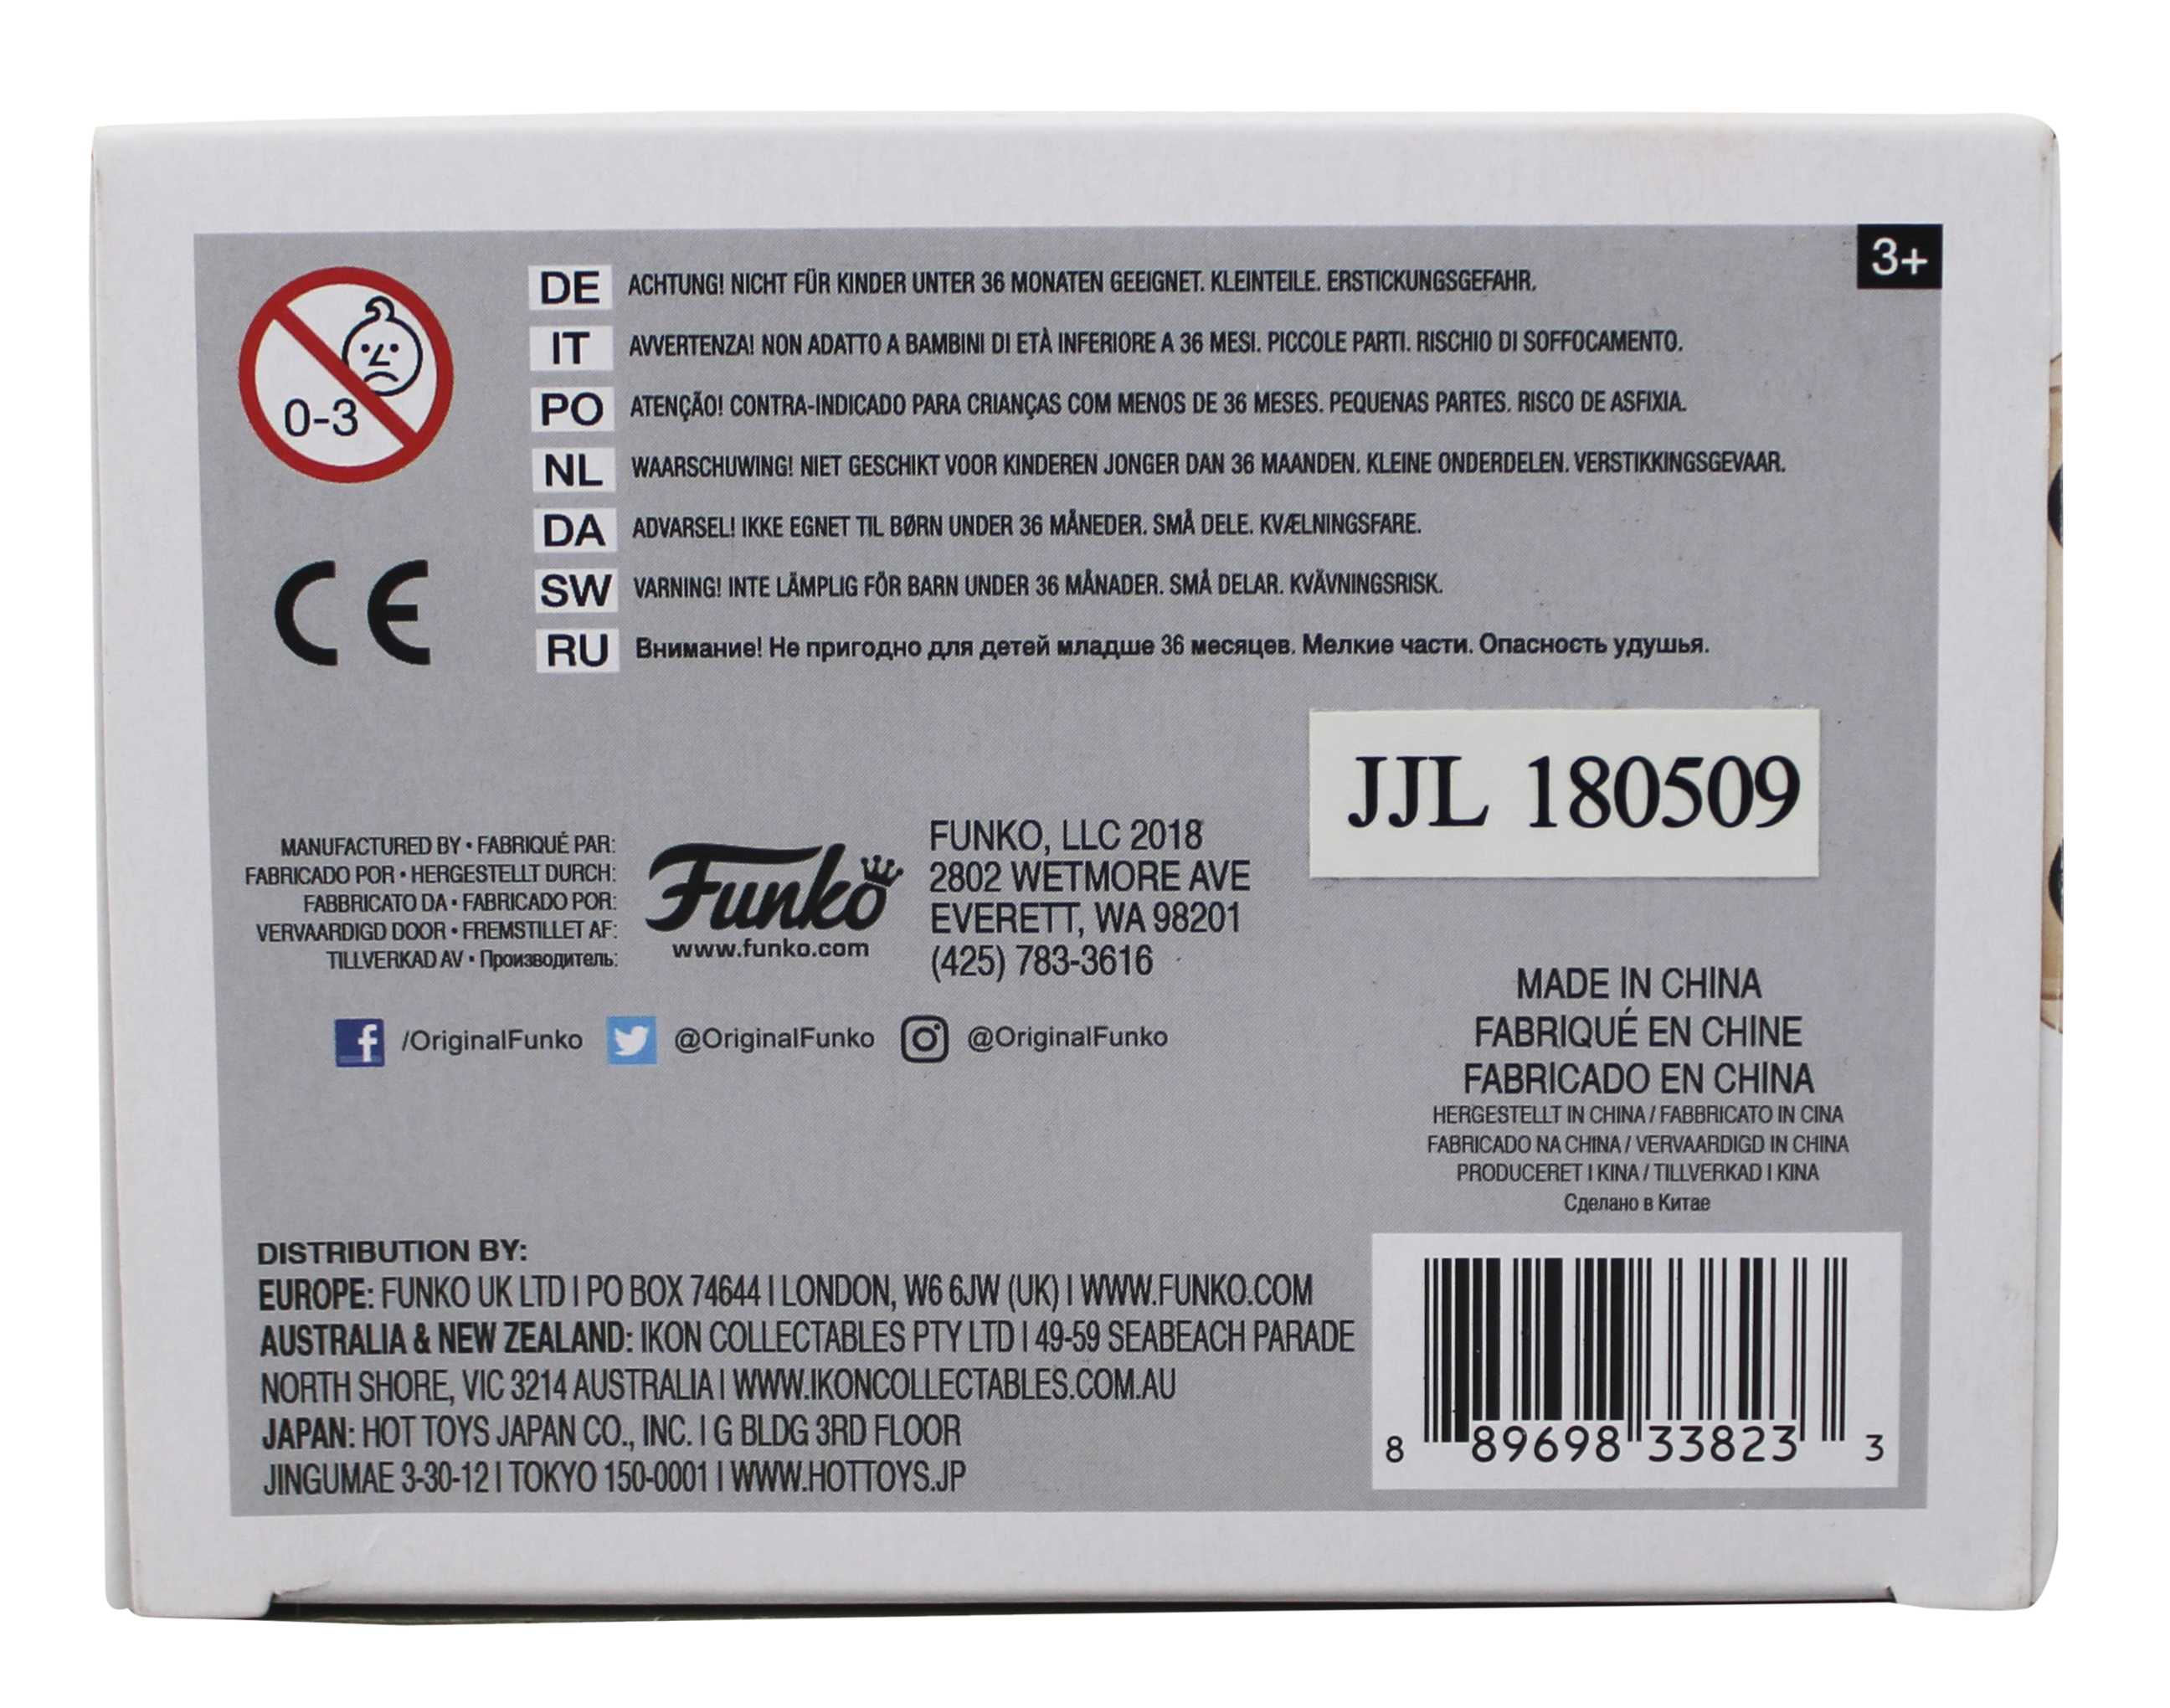 3+
0-3
DE ACHTUNG! NICHT FÜR KINDER UNTER 36 MONATEN GEEIGNET. KLEINTEILE. ERSTICKUNGSGEFAHR.
IT AVVERTENZA! NON ADATTO A BAMBINI DI ETÀ INFERIORE A 36 MESI. PICCOLE PARTI. RISCHIO DI SOFFOCAMENTO.
PO ATENÇÃO! CONTRA-INDICADO PARA CRIANÇAS COM MENOS DE 36 MESES. PEQUENAS PARTES. RISCO DE ASFIXIA.
NL WAARSCHUWING! NIET GESCHIKT VOOR KINDEREN JONGER DAN 36 MAANDEN. KLEINE ONDERDELEN. VERSTIKKINGSGEVAAR.
DA ADVARSEL! IKKE EGNET TIL BØRN UNDER 36 MÅNEDER. SMÅ DELE. KVÆLNINGSFARE.
SW VARNING! INTE LÄMPLIG FÖR BARN UNDER 36 MÅNADER. SMÅ DELAR. KVÄVNINGSRISK.
RU Внимание! Не пригодно для детей младше 36 месяцев. Мелкие части. Опасность удушья.
CE
JJL 180509
MANUFACTURED BY • FABRIQUÉ PAR:
FABRICADO POR • HERGESTELLT DURCH:
FABBRICATO DA • FABRICADO POR:
VERVAARDIGD DOOR • FREMSTILLET AF:
TILLVERKAD AV • Производитель:
Funko
www.funko.com
FUNKO, LLC 2018
2802 WETMORE AVE
EVERETT, WA 98201
(425) 783-3616
f /OriginalFunko @OriginalFunko @OriginalFunko
MADE IN CHINA
FABRIQUÉ EN CHINE
FABRICADO EN CHINA
HERGESTELLT IN CHINA / FABBRICATO IN CINA
FABRICADO NA CHINA / VERVAARDIGD IN CHINA
PRODUCERET I KINA / TILLVERKAD I KINA
Сделано в Китае
DISTRIBUTION BY:
EUROPE: FUNKO UK LTD | PO BOX 74644 | LONDON, W6 6JW (UK) | WWW.FUNKO.COM
AUSTRALIA & NEW ZEALAND: IKON COLLECTABLES PTY LTD | 49-59 SEABEACH PARADE
NORTH SHORE, VIC 3214 AUSTRALIA | WWW.IKONCOLLECTABLES.COM.AU
JAPAN: HOT TOYS JAPAN CO., INC. | G BLDG 3RD FLOOR
JINGUMAE 3-30-12 | TOKYO 150-0001 | WWW.HOTTOYS.JP
8 89698 33823 3